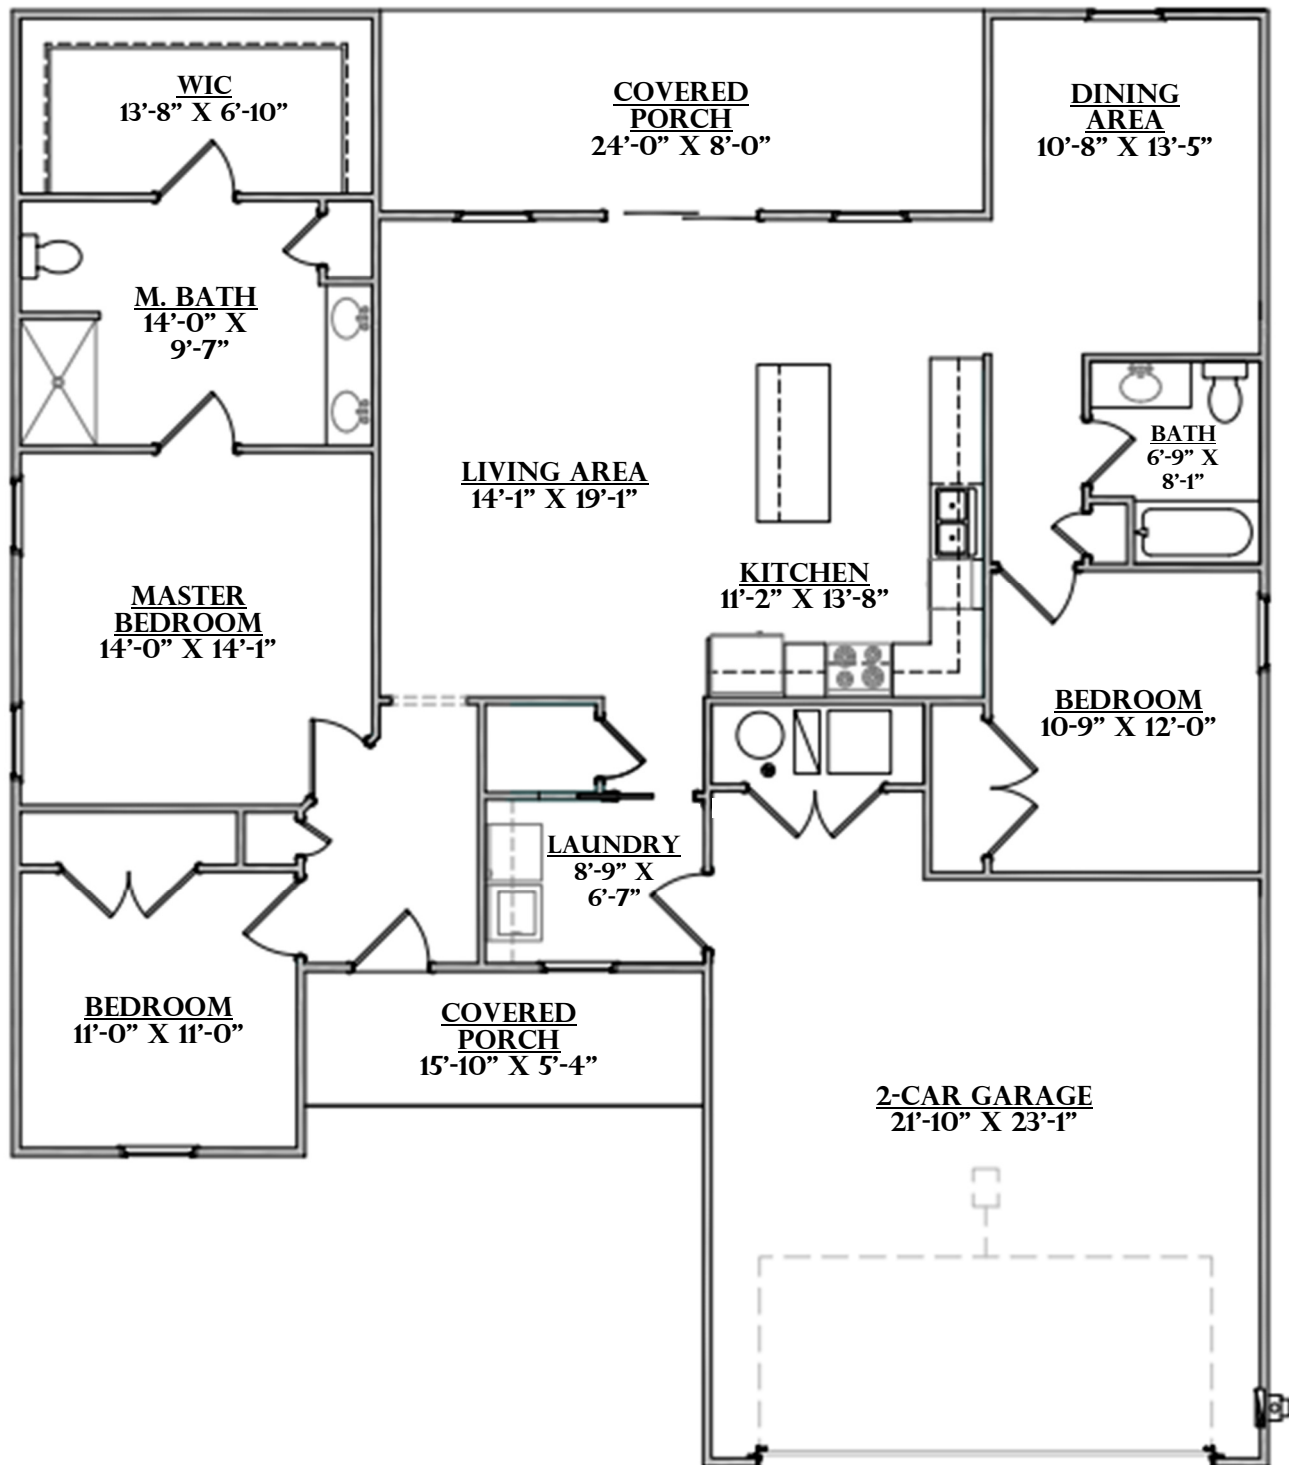 WIC
13'-8" X 6'-10"
COVERED
PORCH
24'-0" X 8'-0"
DINING
AREA
10'-8" X 13'-5"
M. BATH
14'-0" X
9'-7"
LIVING AREA
14'-1" X 19'-1"
BATH
6'-9" X
8'-1"
KITCHEN
11'-2" X 13'-8"
MASTER
BEDROOM
14'-0" X 14'-1"
BEDROOM
10-9" X 12'-0"
LAUNDRY
8'-9" X
6'-7"
BEDROOM
11'-0" X 11'-0"
COVERED
PORCH
15'-10" X 5'-4"
2-CAR GARAGE
21'-10" X 23'-1"